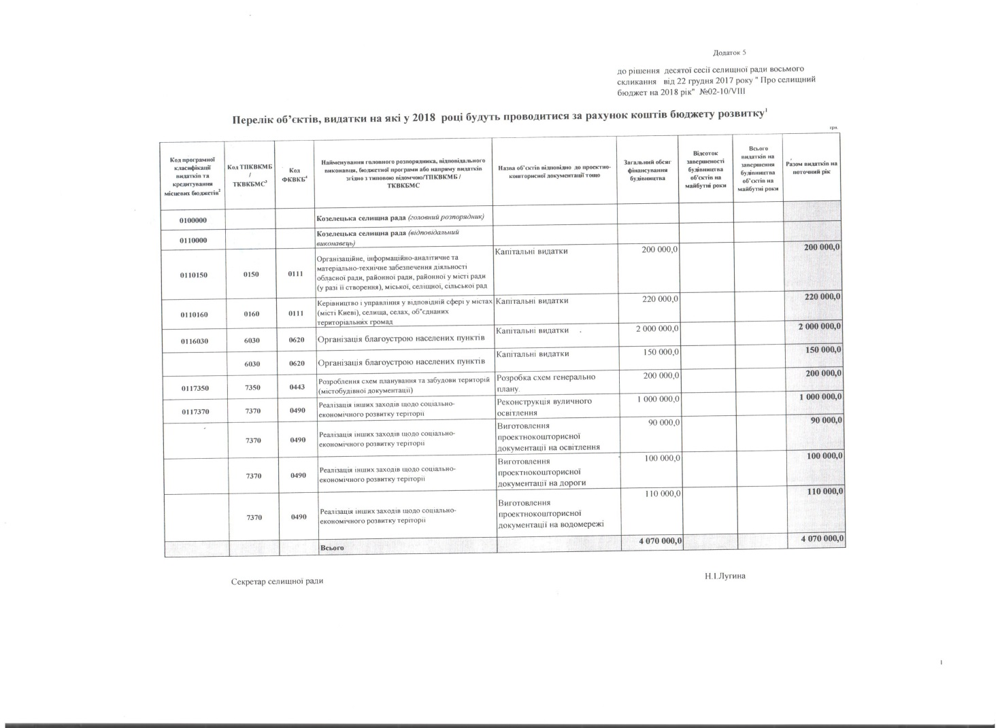 Додаток 5
до рішення десятої сесії селищної ради восьмого
скликання від 22 грудня 2017 року " Про селищний
бюджет на 2018 рік" №02-10/VIII
Перелік об’єктів, видатки на які у 2018 році будуть проводитися за рахунок коштів бюджету розвитку¹
грн.
Код програмної класифікації видатків та кредитування місцевих бюджетів² Код ТПКВКМБ / ТКВКБМС³ Код ФКВКБ⁴ Найменування головного розпорядника, відповідального виконавця, бюджетної програми або напряму видатків згідно з типовою відомчою/ТПКВКМБ / ТКВКБМС Назва об’єктів відповідно до проектно-кошторисної документації тощо Загальний обсяг фінансування будівництва Відсоток завершеності будівництва об'єктів на майбутні роки Всього видатків на завершення будівництва об’єктів на майбутні роки Разом видатків на поточний рік
0100000 Козелецька селищна рада (головний розпорядник)
0110000 Козелецька селищна рада (відповідальний
виконавець)
0110150 0150 0111 Організаційне, інформаційно-аналітичне та
матеріально-технічне забезпечення діяльності
обласної ради, районної ради, районної у місті ради
(у разі її створення), міської, селіщної, сільської рад Капітальні видатки 200 000,0 200 000,0
0110160 0160 0111 Керівництво і управління у відповідній сфері у містах
(місті Києві), селища, селах, об"єднаних
територіальних громад Капітальні видатки 220 000,0 220 000,0
0116030 6030 0620 Організація благоустрою населених пунктів Капітальні видатки 2 000 000,0 2 000 000,0
6030 0620 Організація благоустрою населених пунктів Капітальні видатки 150 000,0 150 000,0
0117350 7350 0443 Розроблення схем планування та забудови територій
(містобудівної документації) Розробка схем генерально
плану. 200 000,0 200 000,0
0117370 7370 0490 Реалізація інших заходів щодо соціально-
економічного розвитку теріторії Реконструкція вуличного
освітлення 1 000 000,0 1 000 000,0
7370 0490 Реалізація інших заходів щодо соціально-
економічного розвитку теріторії Виготовлення
проектнокошторисної
документації на освітлення 90 000,0 90 000,0
7370 0490 Реалізація інших заходів щодо соціально-
економічного розвитку теріторії Виготовлення
проектнокошторисної
документації на дороги 100 000,0 100 000,0
7370 0490 Реалізація інших заходів щодо соціально-
економічного розвитку теріторії Виготовлення
проектнокошторисної
документації на водомережі 110 000,0 110 000,0
Всього 4 070 000,0 4 070 000,0
Секретар селищної ради Н.І.Лугина
1